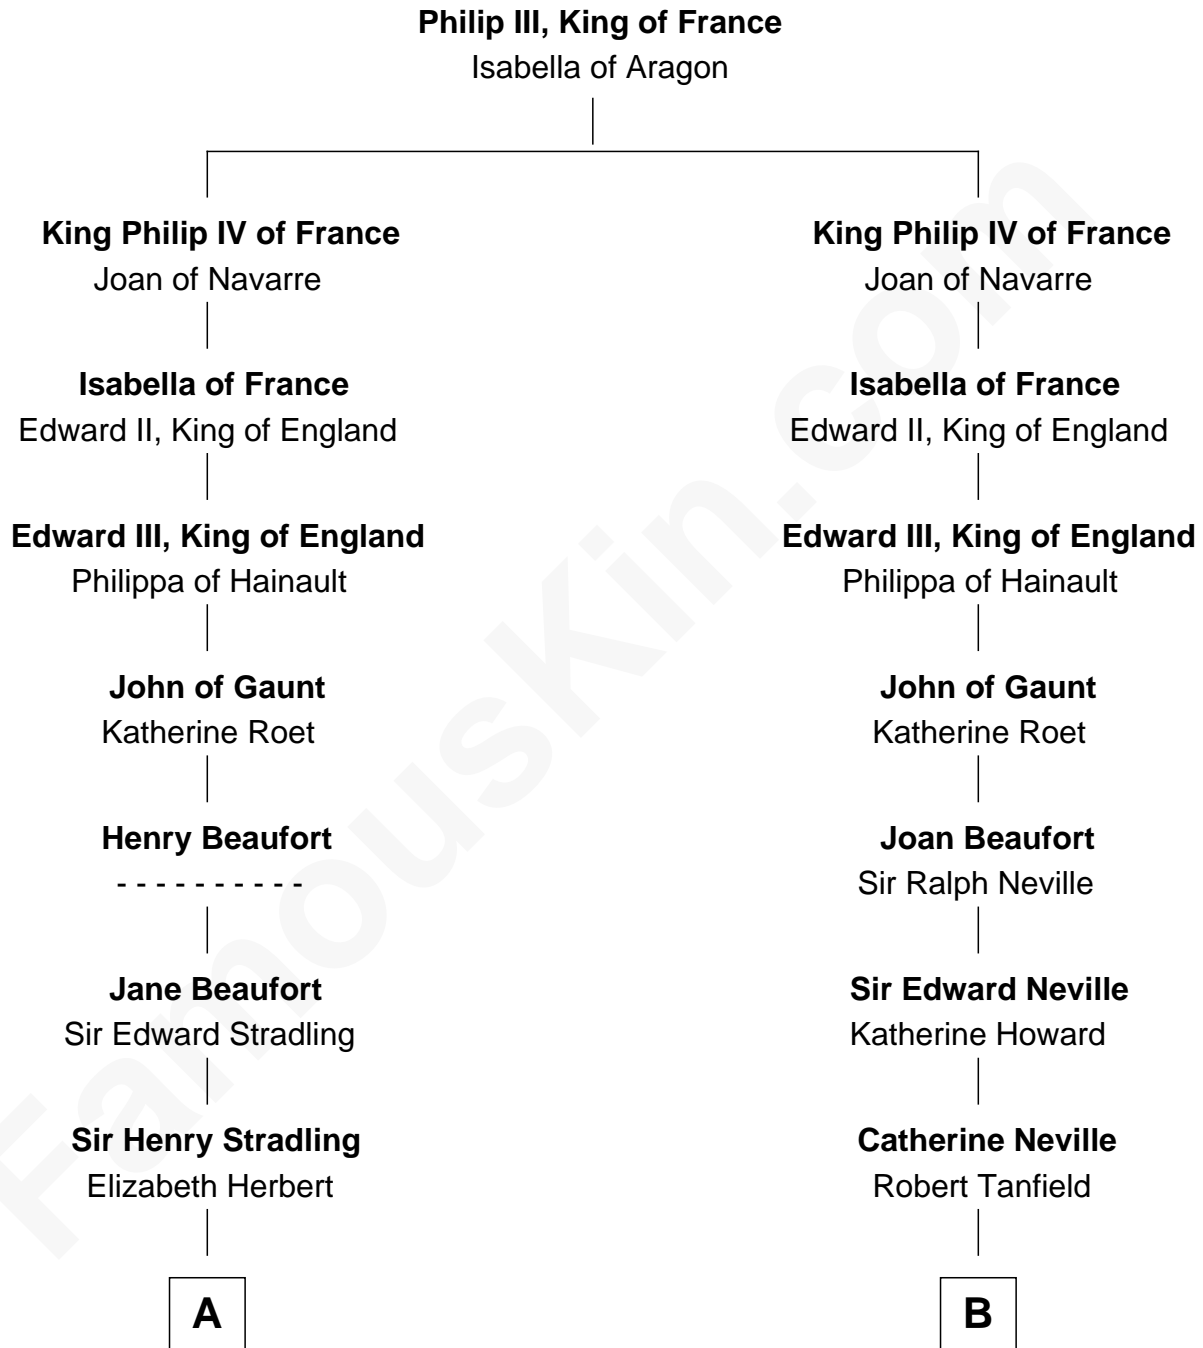 Philip III, King of France
Isabella of Aragon
King Philip IV of France
Joan of Navarre
Isabella of France
Edward II, King of England
Edward III, King of England
Philippa of Hainault
John of Gaunt
Katherine Roet
Henry Beaufort
- - - - - - - - - -
Jane Beaufort
Sir Edward Stradling
Sir Henry Stradling
Elizabeth Herbert
A
King Philip IV of France
Joan of Navarre
Isabella of France
Edward II, King of England
Edward III, King of England
Philippa of Hainault
John of Gaunt
Katherine Roet
Joan Beaufort
Sir Ralph Neville
Sir Edward Neville
Katherine Howard
Catherine Neville
Robert Tanfield
B
FamousKin.com